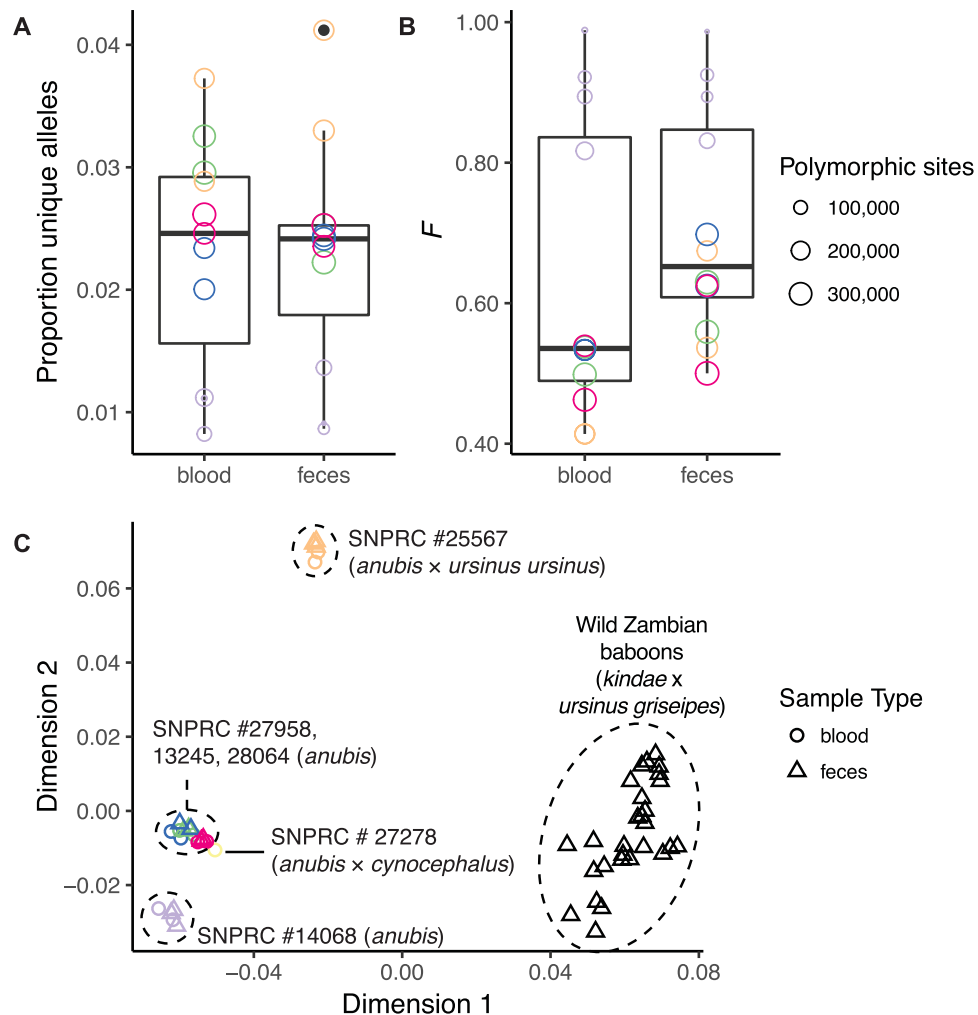 A
Proportion unique alleles
0.04
0.03
0.02
0.01
blood
feces
B
F
1.00
0.80
0.60
0.40
blood
feces
Polymorphic sites
100,000
200,000
300,000
C
Dimension 2
0.06
0.04
0.02
0.00
−0.02
SNPRC #25567
(anubis × ursinus ursinus)
Wild Zambian
baboons
(kindae x
ursinus griseipes)
SNPRC #27958,
13245, 28064 (anubis)
SNPRC # 27278
(anubis × cynocephalus)
SNPRC #14068 (anubis)
−0.04
0.00
0.04
0.08
Dimension 1
Sample Type
blood
feces